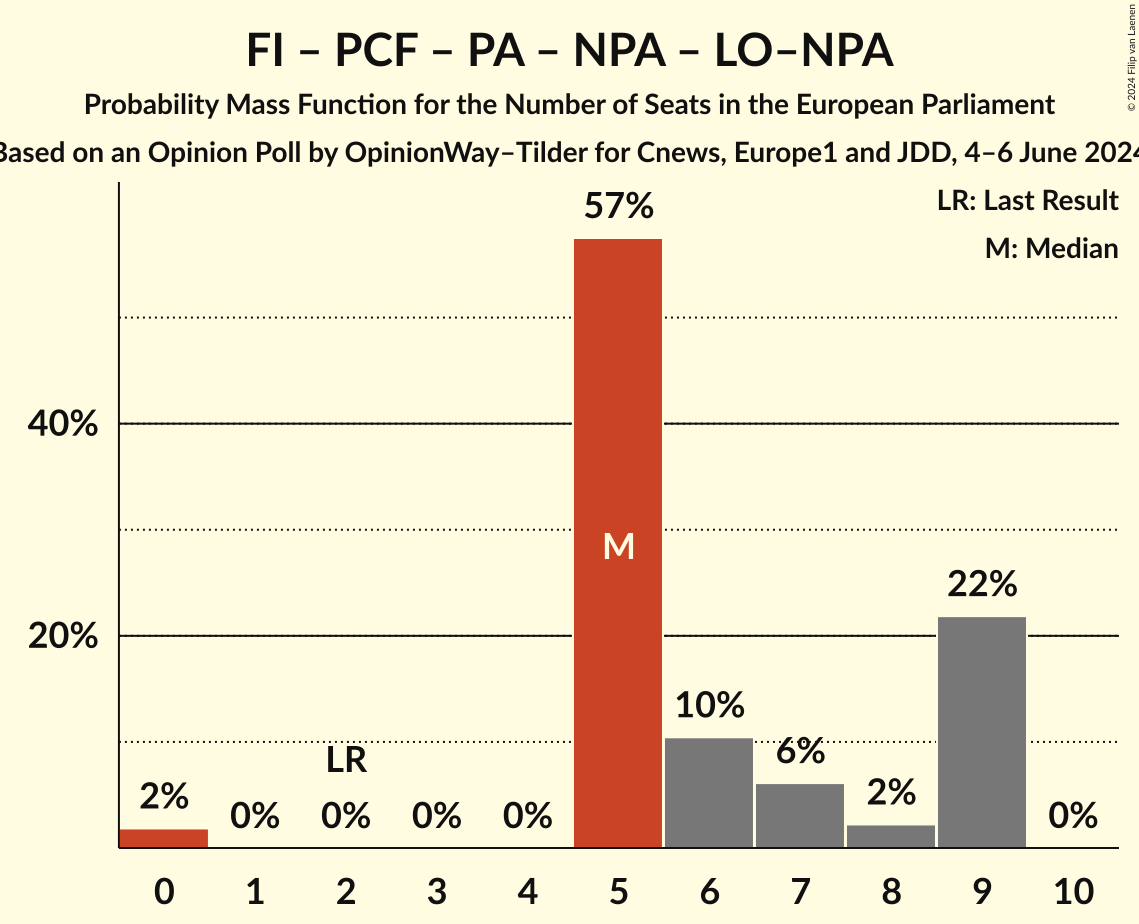 FI – PCF – PA – NPA – LO–NPA
Probability Mass Function for the Number of Seats in the European Parliament
Based on an Opinion Poll by OpinionWay–Tilder for Cnews, Europe1 and JDD, 4–6 June 2024
© 2024 Filip van Laenen
LR: Last Result
M: Median
57%
40%
M
22%
20%
10%
6%
LR
2%
0%
0%
0%
0%
2%
0%
0 1 2 3 4 5 6 7 8 9 10